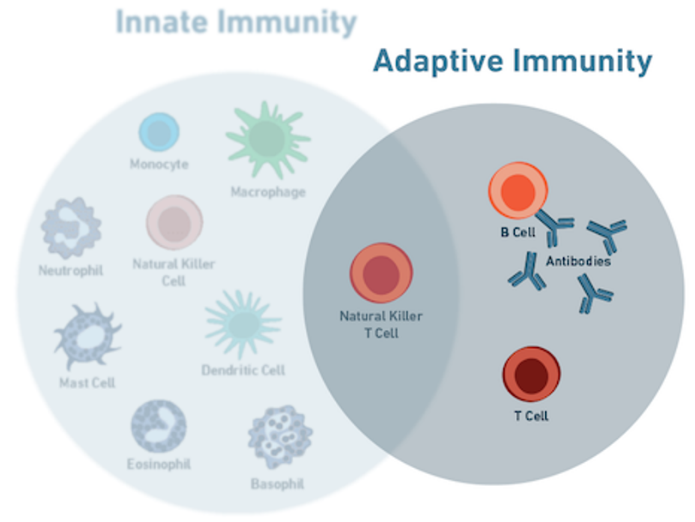 Innate Immunity
Adaptive Immunity
Monocyte
Macrophage
Neutrophil
Natural Killer
Cell
B Cell
Antibodies
Natural Killer
T Cell
Dendritic Cell
Mast Cell
T Cell
Eosinophil
Basophil